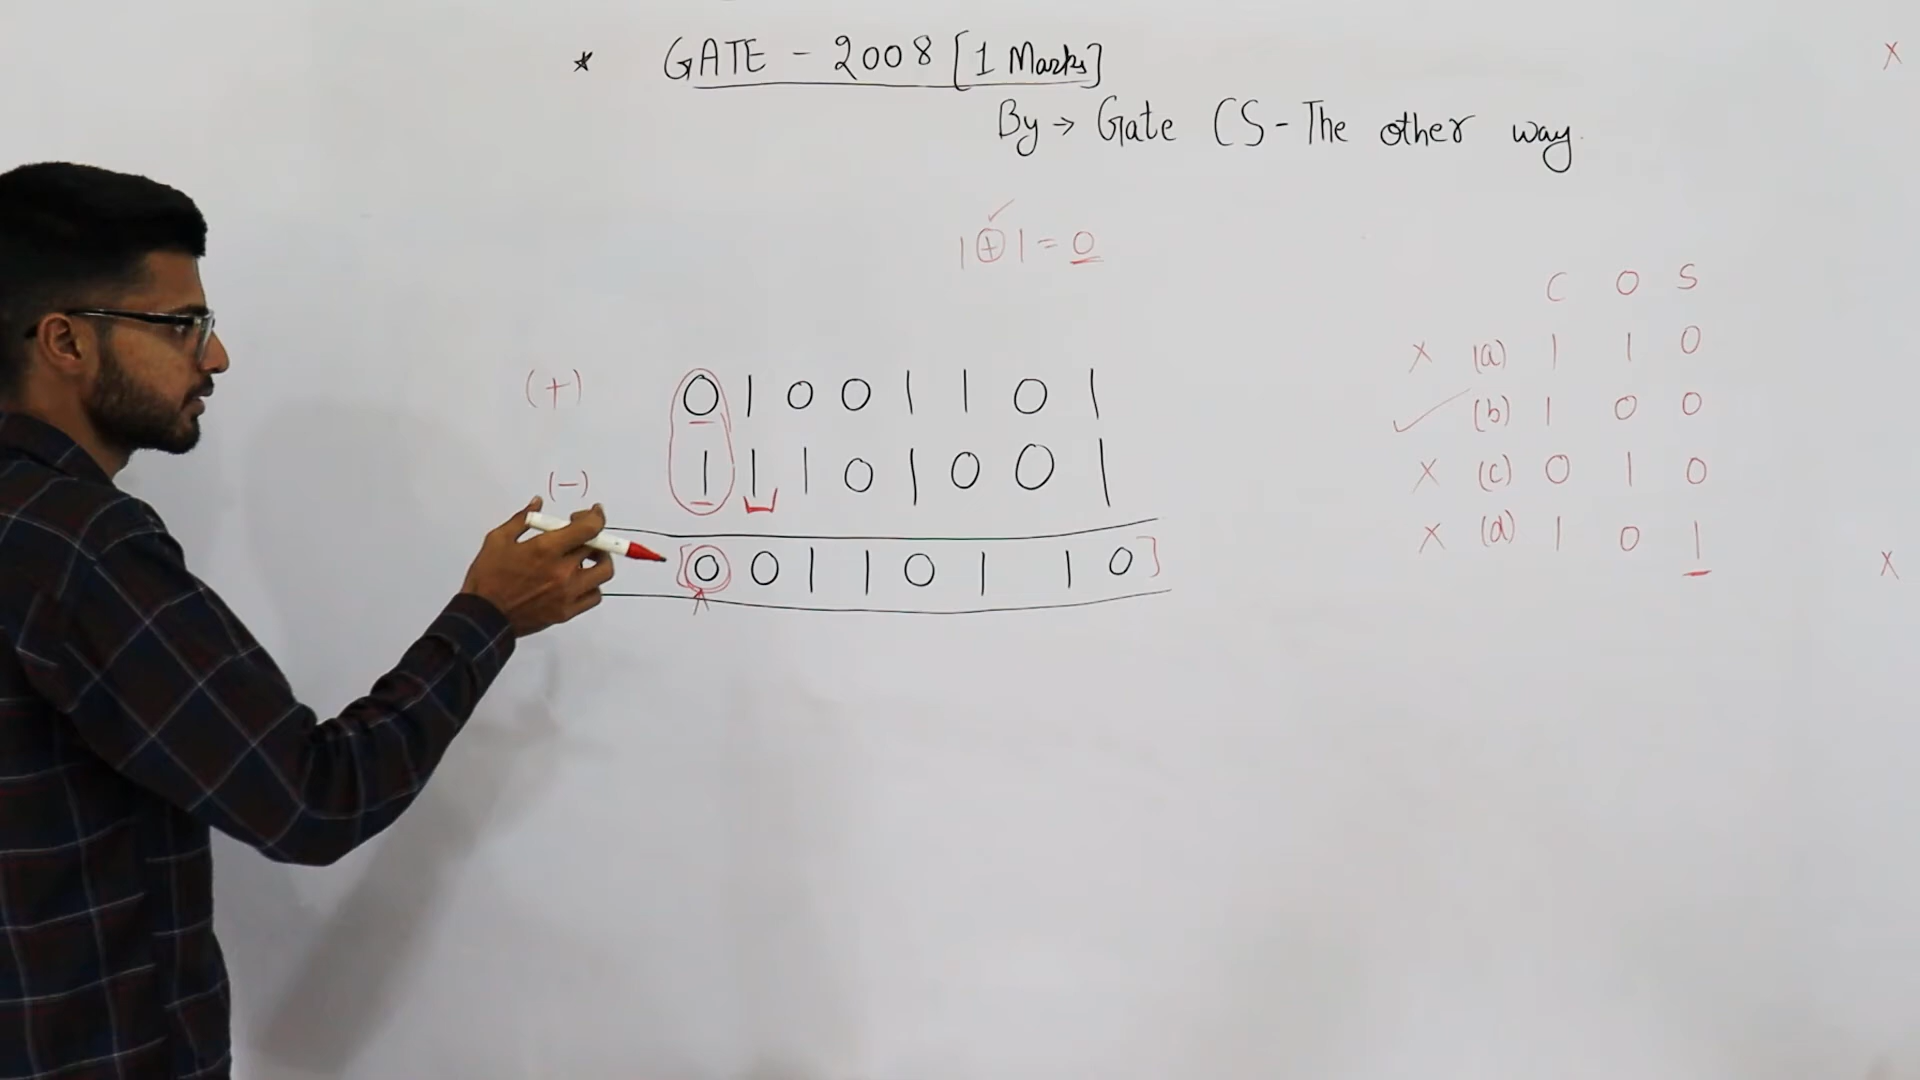 * GATE - 2008 [1 Marks]
By → Gate CS - The other way.
1 ⊕ 1 = 0
(+) 0 1 0 0 1 1 0 1
(-) 1 1 1 0 1 0 0 1
[0 0 1 1 0 1 1 0]
C O S
x (a) 1 1 0
✓ (b) 1 0 0
x (c) 0 1 0
x (d) 1 0 1
x
x